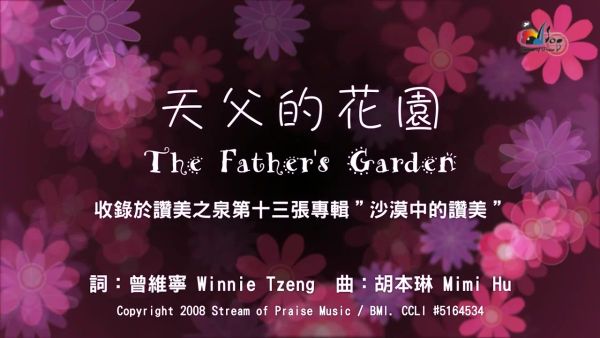 天父的花園
The Father's Garden
收錄於讚美之泉第十三張專輯＂沙漠中的讚美＂
詞：曾維寧 Winnie Tzeng 曲：胡本琳 Mimi Hu
Copyright 2008 Stream of Praise Music / BMI. CCLI #5164534